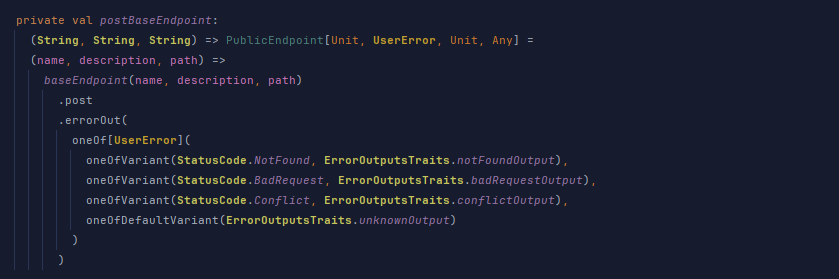 private val postBaseEndpoint:
(String, String, String) => PublicEndpoint[Unit, UserError, Unit, Any] =
(name, description, path) =>
baseEndpoint(name, description, path)
.post
.errorOut(
oneOf[UserError](
oneOfVariant(StatusCode.NotFound, ErrorOutputsTraits.notFoundOutput),
oneOfVariant(StatusCode.BadRequest, ErrorOutputsTraits.badRequestOutput),
oneOfVariant(StatusCode.Conflict, ErrorOutputsTraits.conflictOutput),
oneOfDefaultVariant(ErrorOutputsTraits.unknownOutput)
)
)